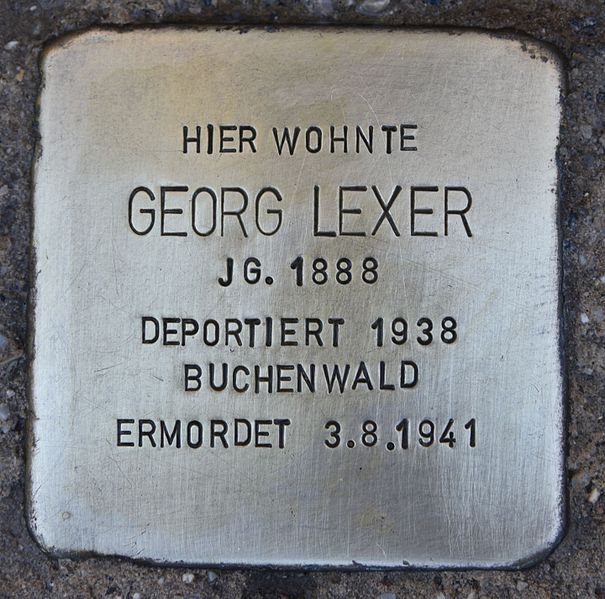 HIER WOHNTE
GEORG LEXER
JG. 1888
DEPORTIERT 1938
BUCHENWALD
ERMORDET 3.8.1941